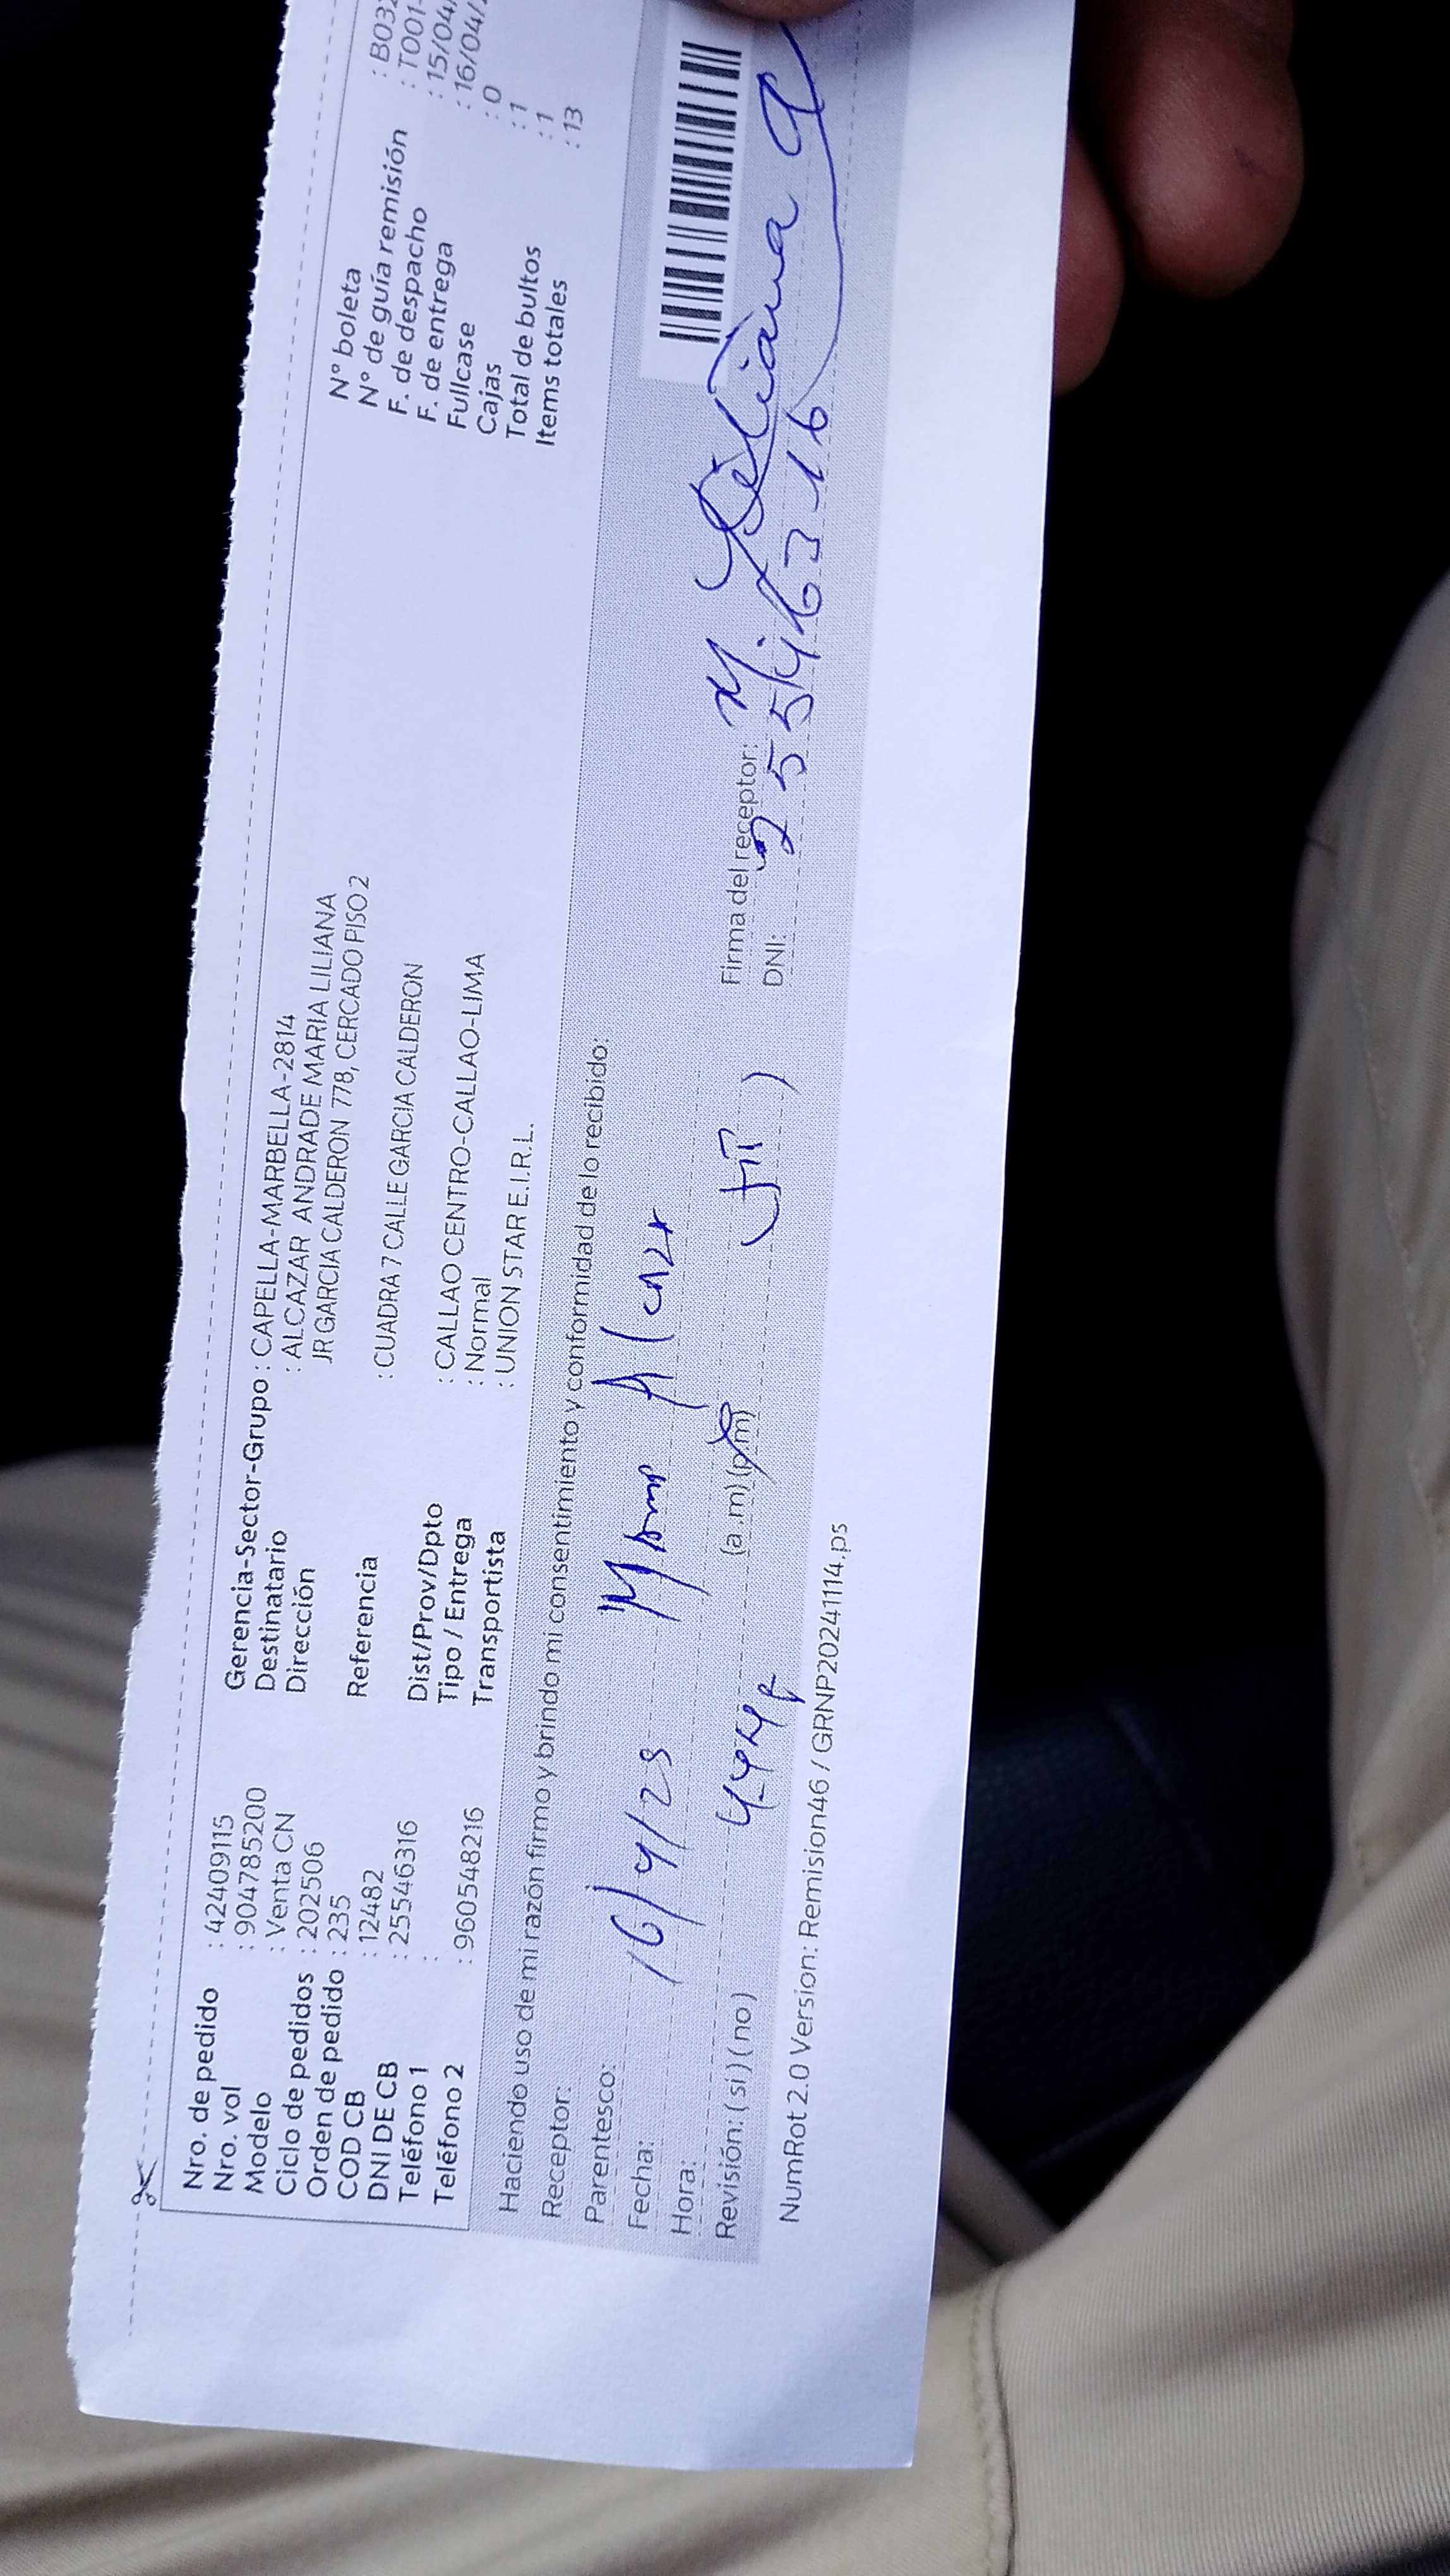 Nro. de pedido : 42409115
Nro. vol : 904785200
Modelo : Venta CN
Ciclo de pedidos : 202506
Orden de pedido : 235
COD CB : 12482
DNI DE CB : 25546316
Teléfono 1 :
Teléfono 2 : 960548216
Gerencia-Sector-Grupo : CAPELLA-MARBELLA-2814
Destinatario : ALCAZAR ANDRADE MARIA LILIANA
Dirección JR GARCIA CALDERON 778, CERCADO PISO 2
Referencia : CUADRA 7 CALLE GARCIA CALDERON
Dist/Prov/Dpto : CALLAO CENTRO-CALLAO-LIMA
Tipo / Entrega : Normal
Transportista : UNION STAR E.I.R.L.
Nº boleta : B032
Nº de guía remisión : T001-
F. de despacho : 15/04/
F. de entrega : 16/04/
Fullcase : 0
Cajas : 1
Total de bultos : 1
Items totales : 13
Haciendo uso de mi razón firmo y brindo mi consentimiento y conformidad de lo recibido:
Receptor:
Parentesco:
Fecha: 16/4/25
Hora: (a.m) (p.m)
Revisión: (si) (no)
Firma del receptor: M. Liliana A
DNI: 25546316
NumRot 2.0 Version: Remision46 / GRNP20241114.ps